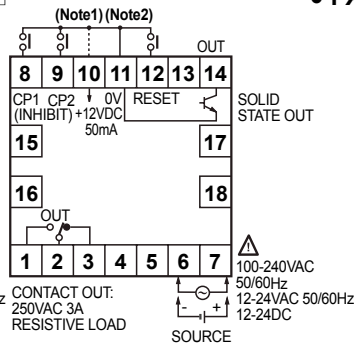 (Note1)(Note2)
OUT
8 9 10 11 12 13 14
CP1 CP2 0V RESET
(INHIBIT) +12VDC
50mA
SOLID
STATE OUT
15 17
16 18
OUT
1 2 3 4 5 6 7
CONTACT OUT:
250VAC 3A
RESISTIVE LOAD
- +
SOURCE
100-240VAC
50/60Hz
12-24VAC 50/60Hz
12-24DC